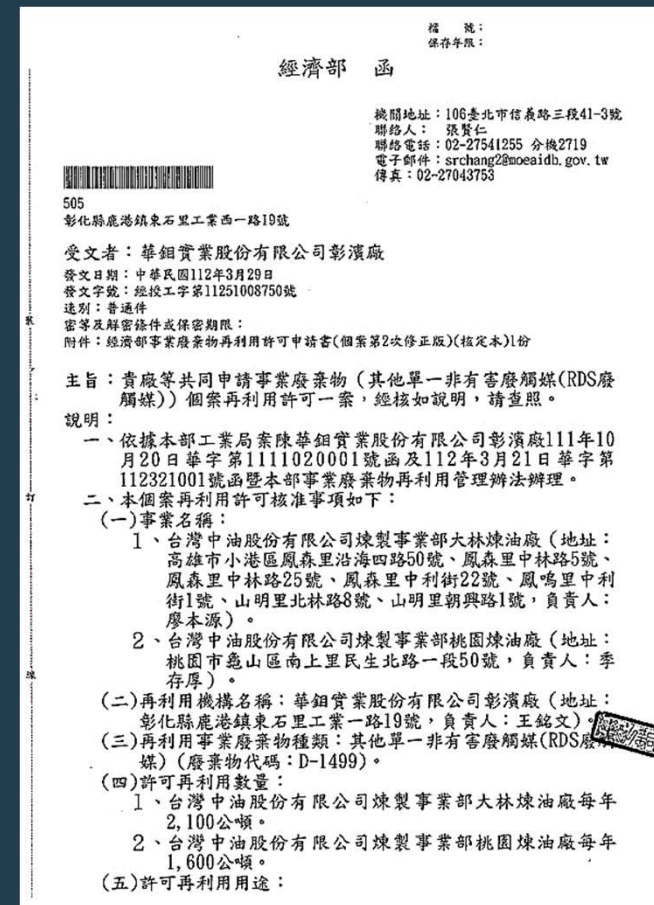 檔　　號：
保存年限：
經濟部　函
機關地址：106臺北市信義路三段41-3號
聯絡人：　張賢仁
聯絡電話：02-27541255 分機2719
電子郵件：srchang2@moeaidb.gov.tw
傳真：02-27043753
505
彰化縣鹿港鎮東石里工業西一路19號
受文者：華鉬實業股份有限公司彰濱廠
發文日期：中華民國112年3月29日
發文字號：經授工字第11251008750號
速別：普通件
密等及解密條件或保密期限：
附件：經濟部事業廢棄物再利用許可申請書(個案第2次修正版)(核定本)1份
主旨：貴廠等共同申請事業廢棄物（其他單一非有害廢觸媒(RDS廢
觸媒)）個案再利用許可一案，經核如說明，請查照。
說明：
一、依據本部工業局案陳華鉬實業股份有限公司彰濱廠111年10
月20日華字第1111020001號函及112年3月21日華字第
112321001號函暨本部事業廢棄物再利用管理辦法辦理。
二、本個案再利用許可核准事項如下：
(一)事業名稱：
1、台灣中油股份有限公司煉製事業部大林煉油廠（地址：
高雄市小港區鳳森里沿海四路50號、鳳森里中林路5號、
鳳森里中林路25號、鳳森里中利街22號、鳳鳴里中利
街1號、山明里北林路8號、山明里朝興路1號，負責人：
廖本源）。
2、台灣中油股份有限公司煉製事業部桃園煉油廠（地址：
桃園市龜山區南上里民生北路一段50號，負責人：季
存厚）。
(二)再利用機構名稱：華鉬實業股份有限公司彰濱廠（地址：
彰化縣鹿港鎮東石里工業一路19號，負責人：王銘文）。
(三)再利用事業廢棄物種類：其他單一非有害廢觸媒(RDS廢觸
媒)（廢棄物代碼：D-1499）。
(四)許可再利用數量：
1、台灣中油股份有限公司煉製事業部大林煉油廠每年
2,100公噸。
2、台灣中油股份有限公司煉製事業部桃園煉油廠每年
1,600公噸。
(五)許可再利用用途：
裝
訂
線